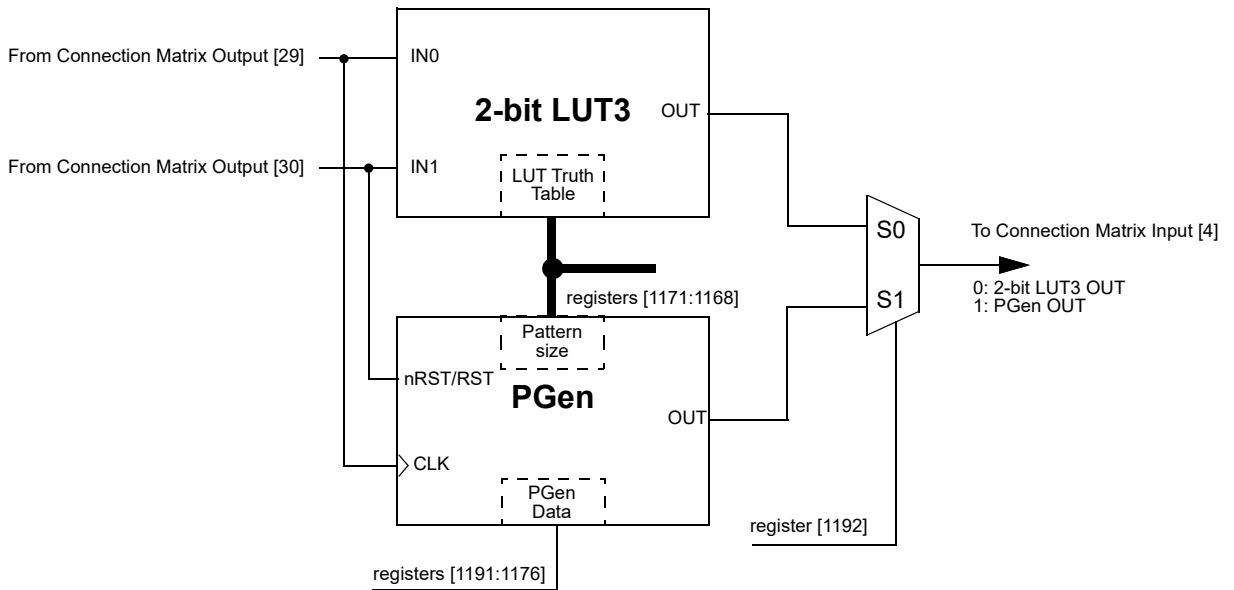 From Connection Matrix Output [29]
IN0
2-bit LUT3
OUT
From Connection Matrix Output [30]
IN1
LUT Truth
Table
S0
To Connection Matrix Input [4]
0: 2-bit LUT3 OUT
1: PGen OUT
S1
registers [1171:1168]
Pattern
size
nRST/RST
PGen
OUT
CLK
PGen
Data
register [1192]
registers [1191:1176]